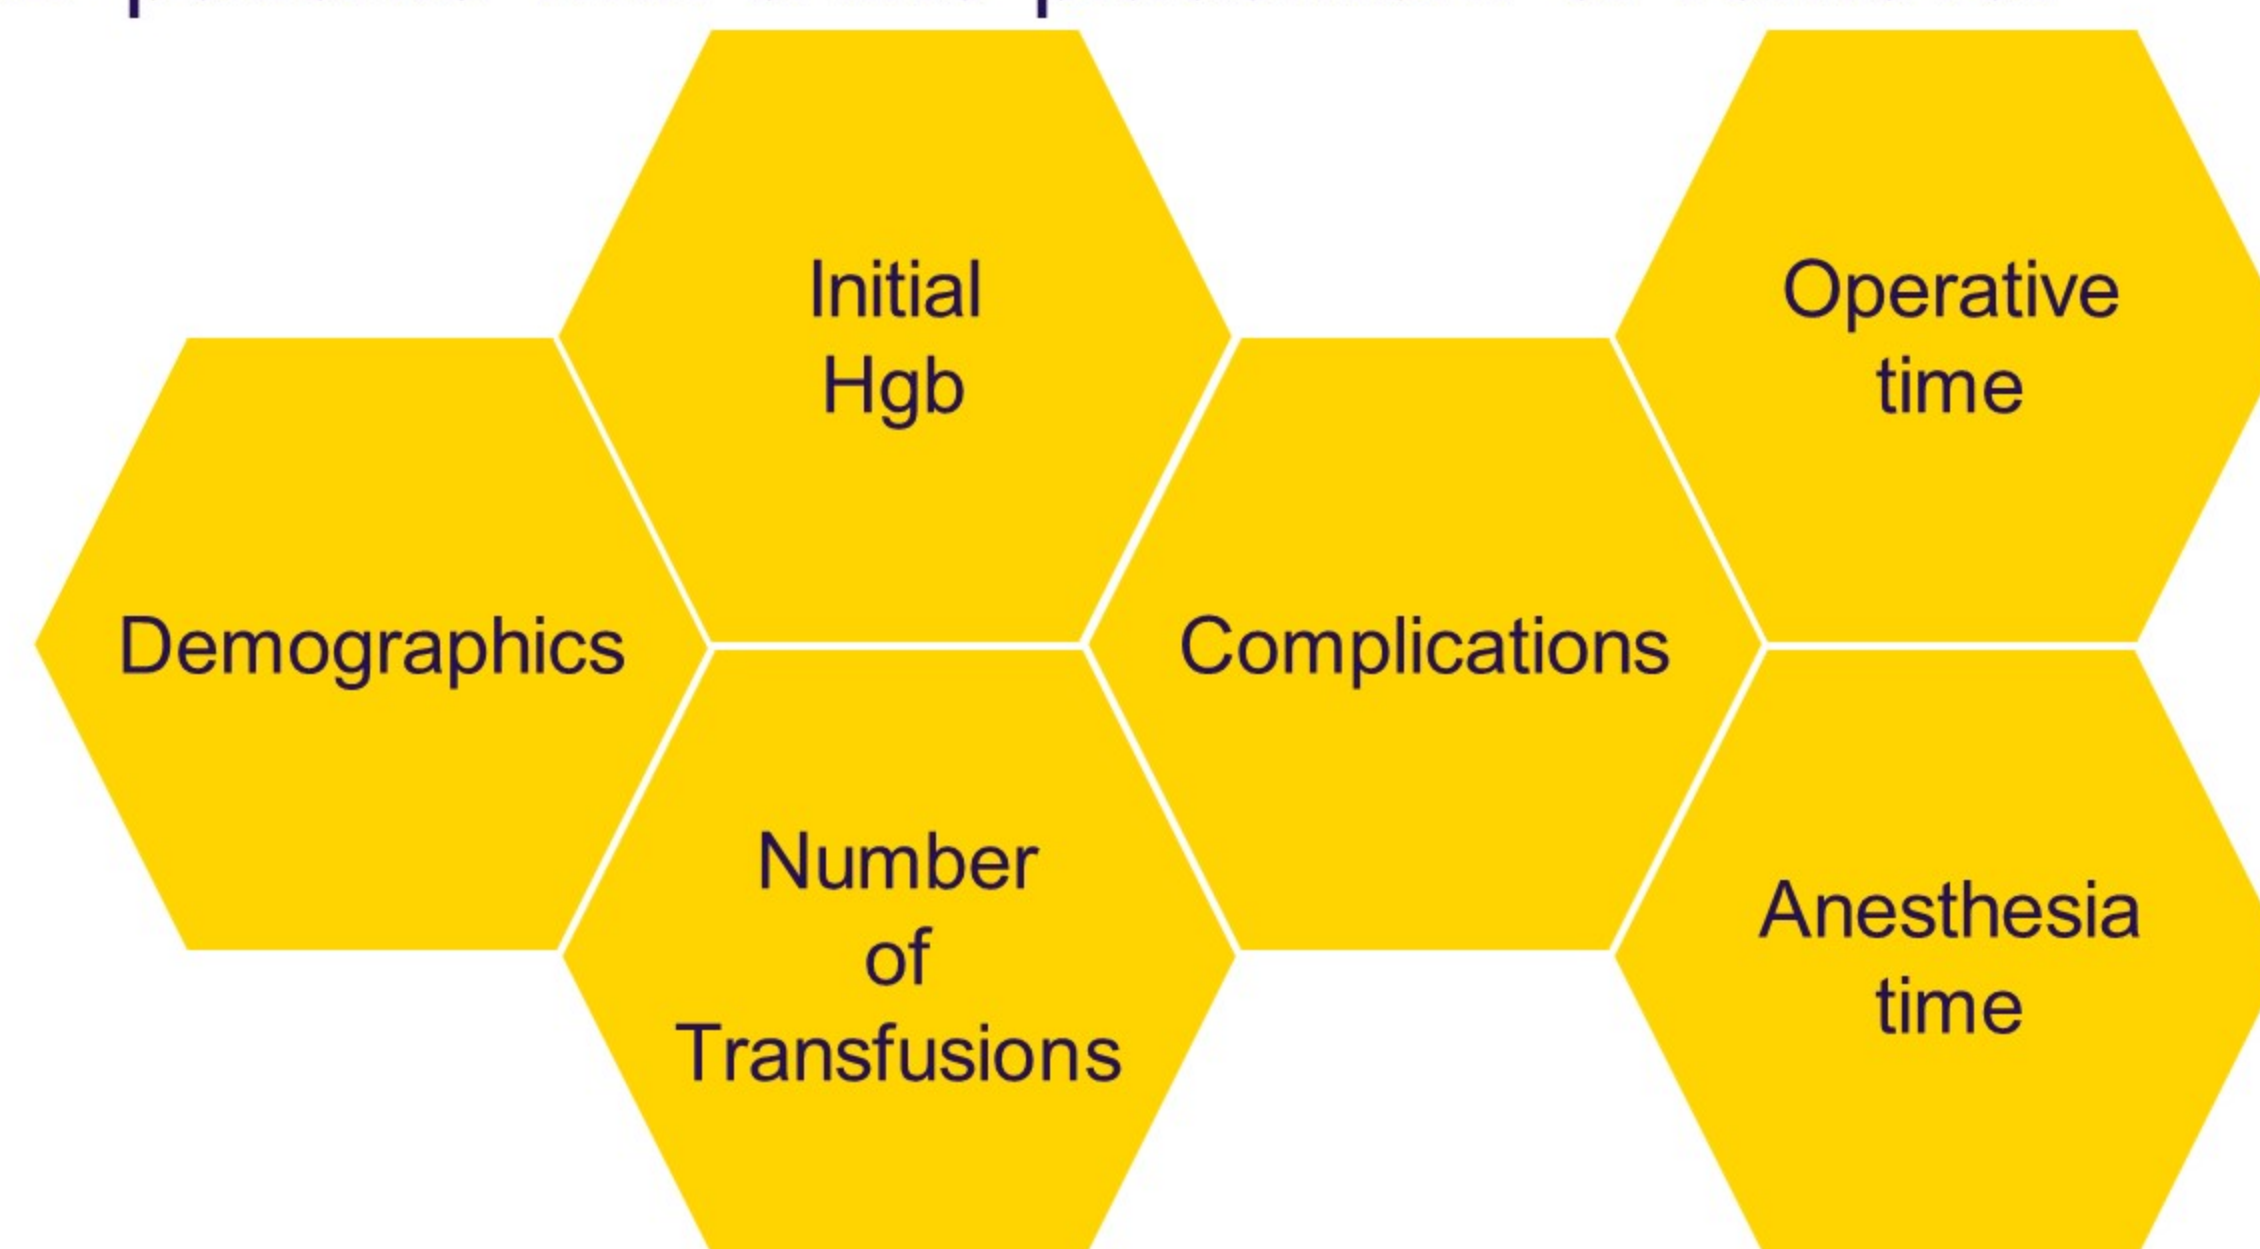 Initial
Hgb
Operative
time
Demographics
Complications
Number
of
Transfusions
Anesthesia
time